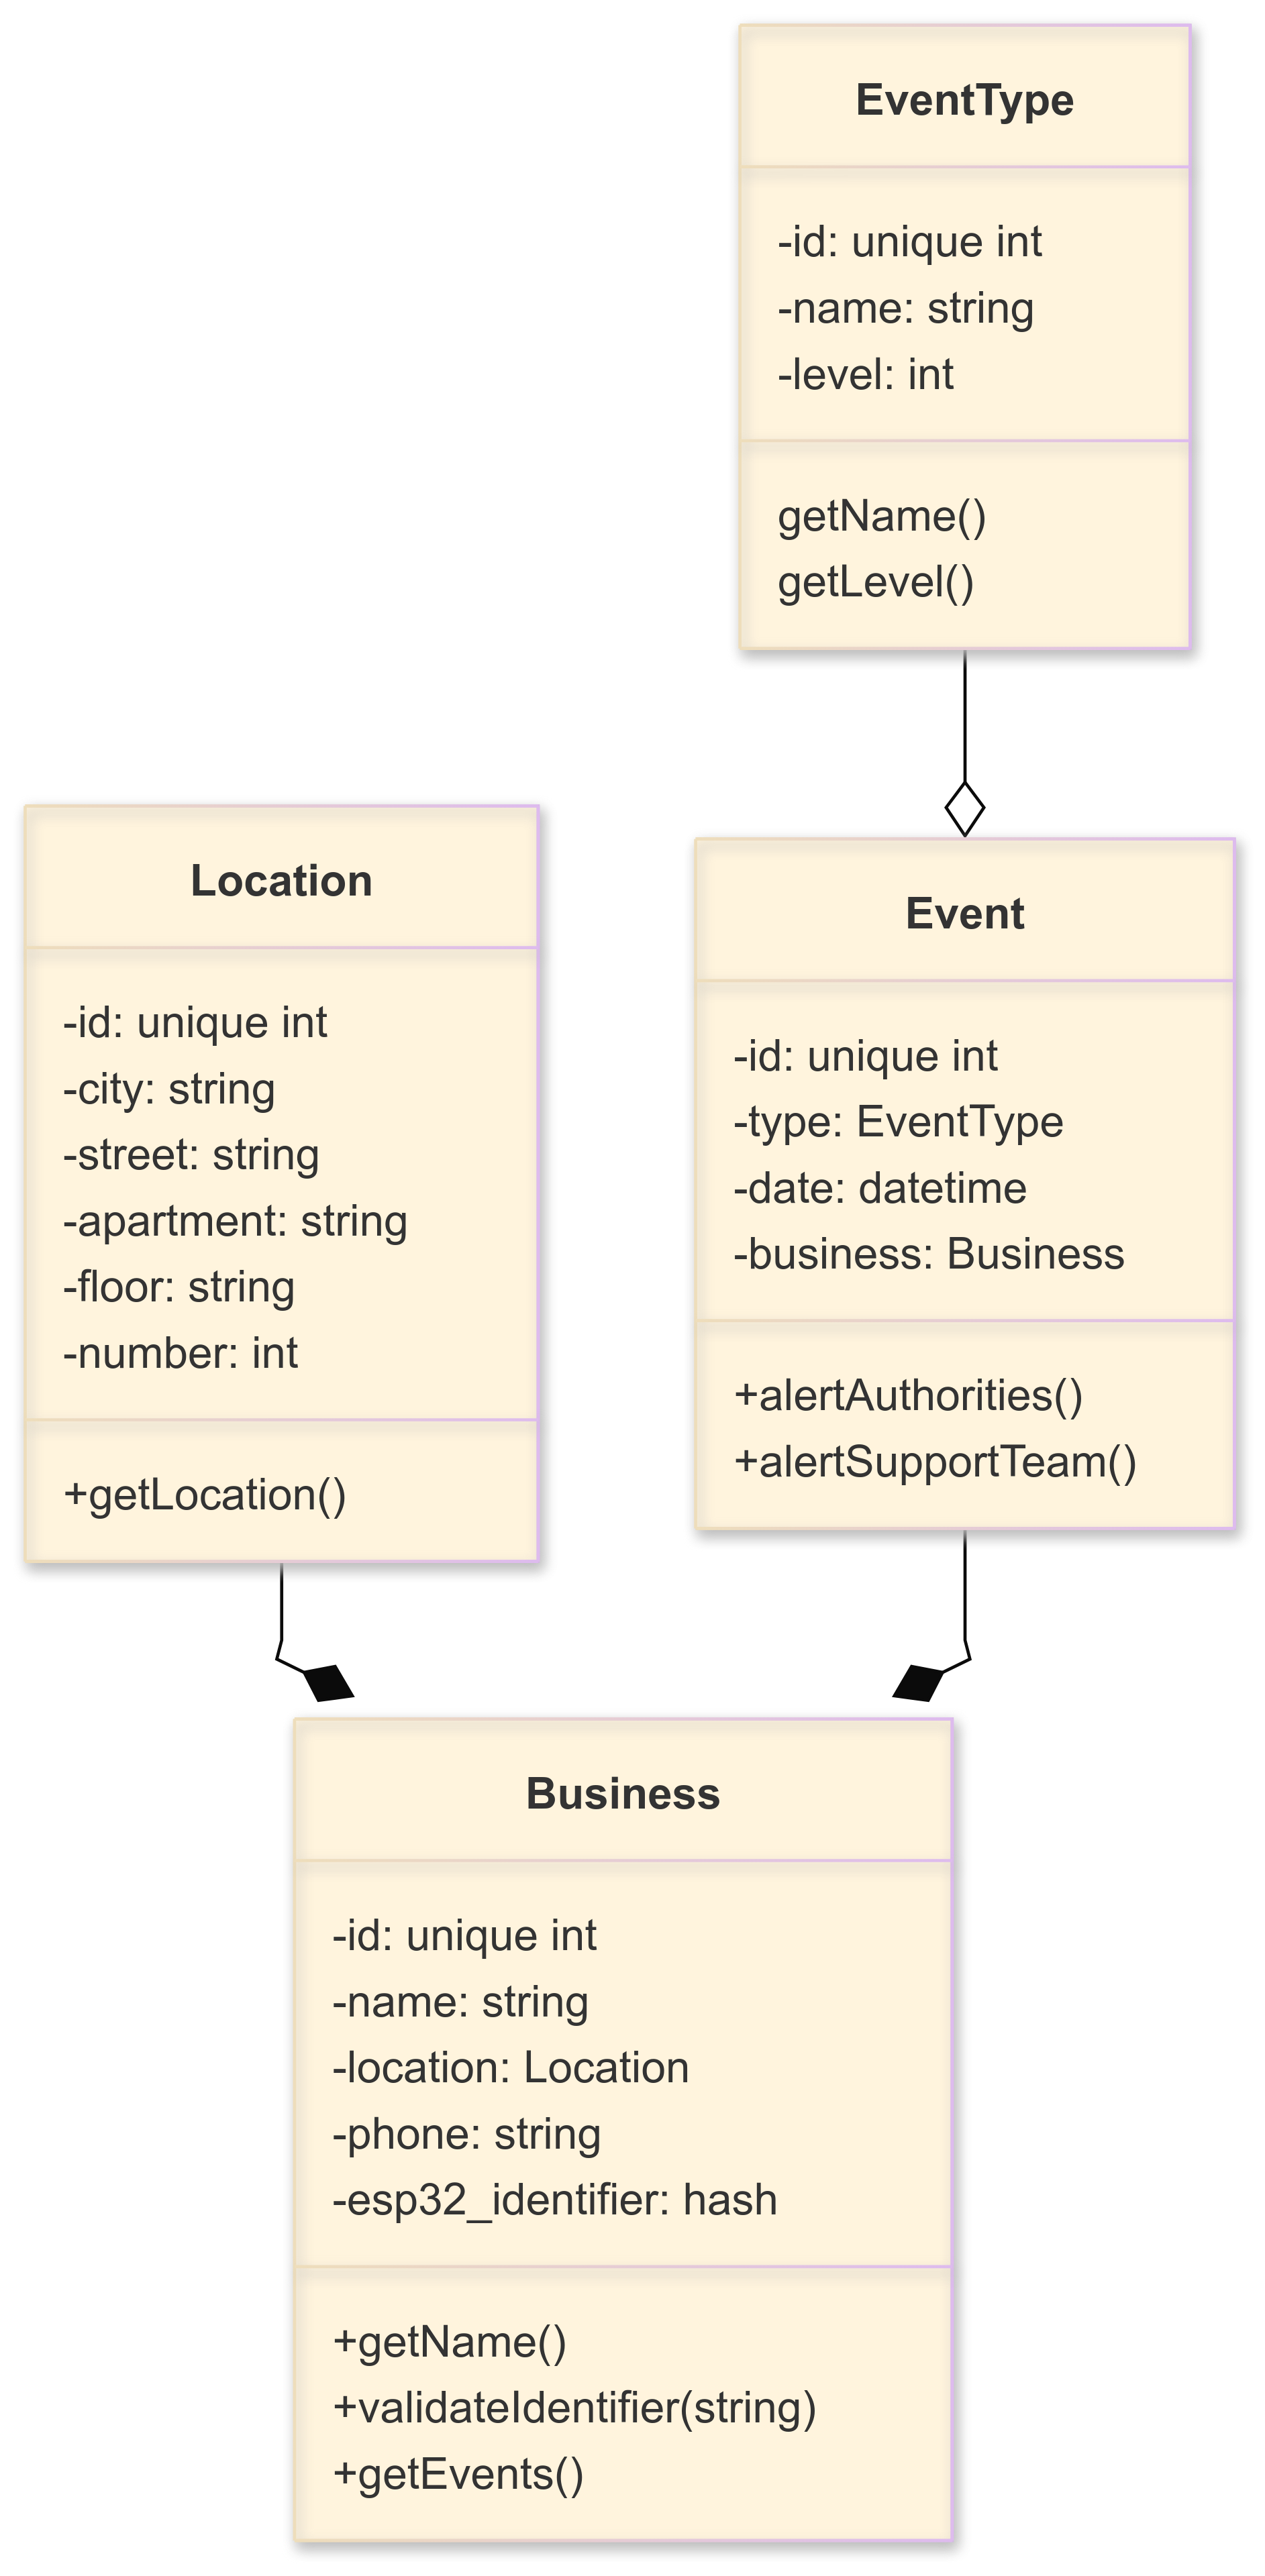 EventType
-id: unique int
-name: string
-level: int
getName()
getLevel()
Location
-id: unique int
-city: string
-street: string
-apartment: string
-floor: string
-number: int
+getLocation()
Event
-id: unique int
-type: EventType
-date: datetime
-business: Business
+alertAuthorities()
+alertSupportTeam()
Business
-id: unique int
-name: string
-location: Location
-phone: string
-esp32_identifier: hash
+getName()
+validateIdentifier(string)
+getEvents()